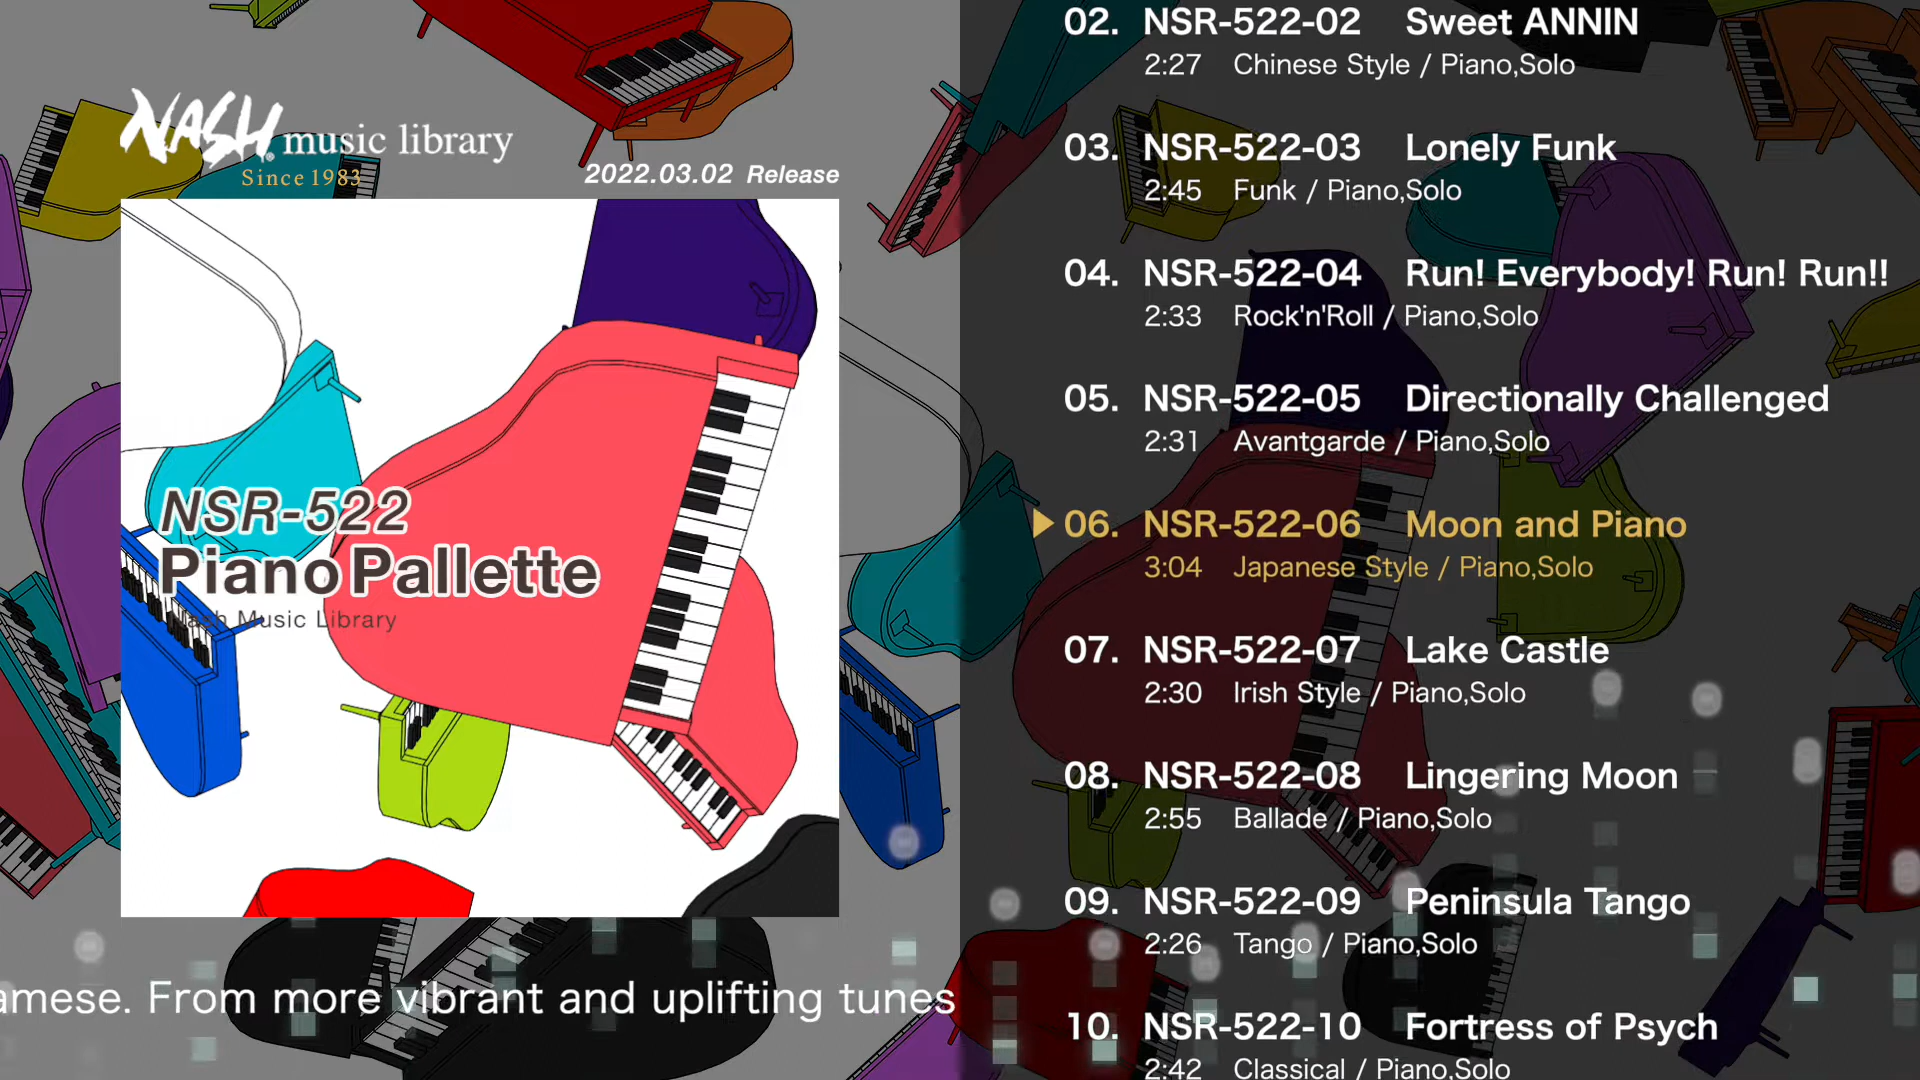 NASH® music library
Since 1983
2022.03.02 Release
NSR-522
Piano Pallette
Nash Music Library
amese. From more vibrant and uplifting tunes
02. NSR-522-02 Sweet ANNIN
2:27 Chinese Style / Piano,Solo
03. NSR-522-03 Lonely Funk
2:45 Funk / Piano,Solo
04. NSR-522-04 Run! Everybody! Run! Run!!
2:33 Rock'n'Roll / Piano,Solo
05. NSR-522-05 Directionally Challenged
2:31 Avantgarde / Piano,Solo
06. NSR-522-06 Moon and Piano
3:04 Japanese Style / Piano,Solo
07. NSR-522-07 Lake Castle
2:30 Irish Style / Piano,Solo
08. NSR-522-08 Lingering Moon
2:55 Ballade / Piano,Solo
09. NSR-522-09 Peninsula Tango
2:26 Tango / Piano,Solo
10. NSR-522-10 Fortress of Psych
2:42 Classical / Piano,Solo